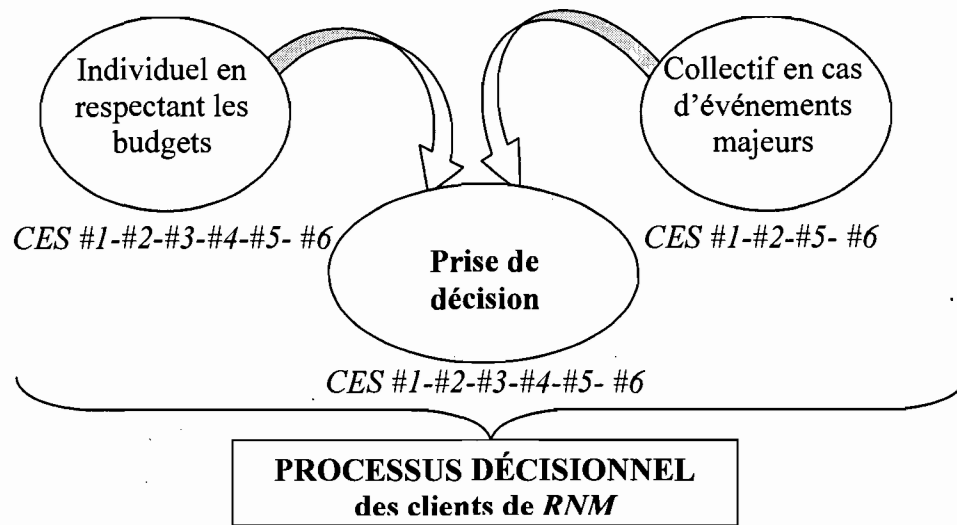 Individuel en
respectant les
budgets
Collectif en cas
d'événements
majeurs
CES #1-#2-#3-#4-#5- #6
CES #1-#2-#5- #6
Prise de
décision
CES #1-#2-#3-#4-#5- #6
PROCESSUS DÉCISIONNEL
des clients de RNM